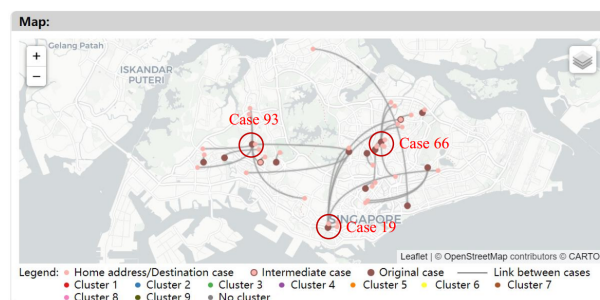 Map:
Gelang Patah
+
−
ISKANDAR
PUTERI
Case 93
Case 66
SINGAPORE
Case 19
Leaflet | © OpenStreetMap contributors © CARTO
Legend: Home address/Destination case Intermediate case Original case Link between cases
Cluster 1 Cluster 2 Cluster 3 Cluster 4 Cluster 5 Cluster 6 Cluster 7
Cluster 8 Cluster 9 No cluster